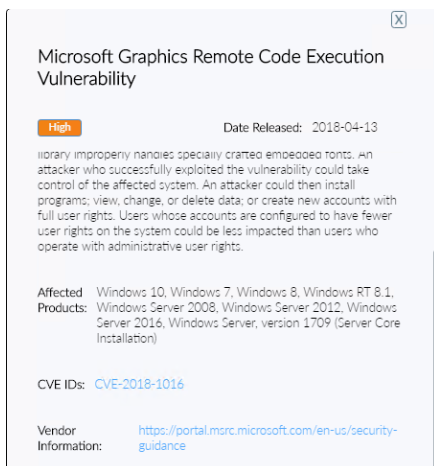 X
Microsoft Graphics Remote Code Execution
Vulnerability
High
Date Released: 2018-04-13
library improperly handles specially crafted embedded fonts. An
attacker who successfully exploited the vulnerability could take
control of the affected system. An attacker could then install
programs; view, change, or delete data; or create new accounts with
full user rights. Users whose accounts are configured to have fewer
user rights on the system could be less impacted than users who
operate with administrative user rights.
Affected Products: Windows 10, Windows 7, Windows 8, Windows RT 8.1,
Windows Server 2008, Windows Server 2012, Windows
Server 2016, Windows Server, version 1709 (Server Core
Installation)
CVE IDs: CVE-2018-1016
Vendor Information: https://portal.msrc.microsoft.com/en-us/security-
guidance